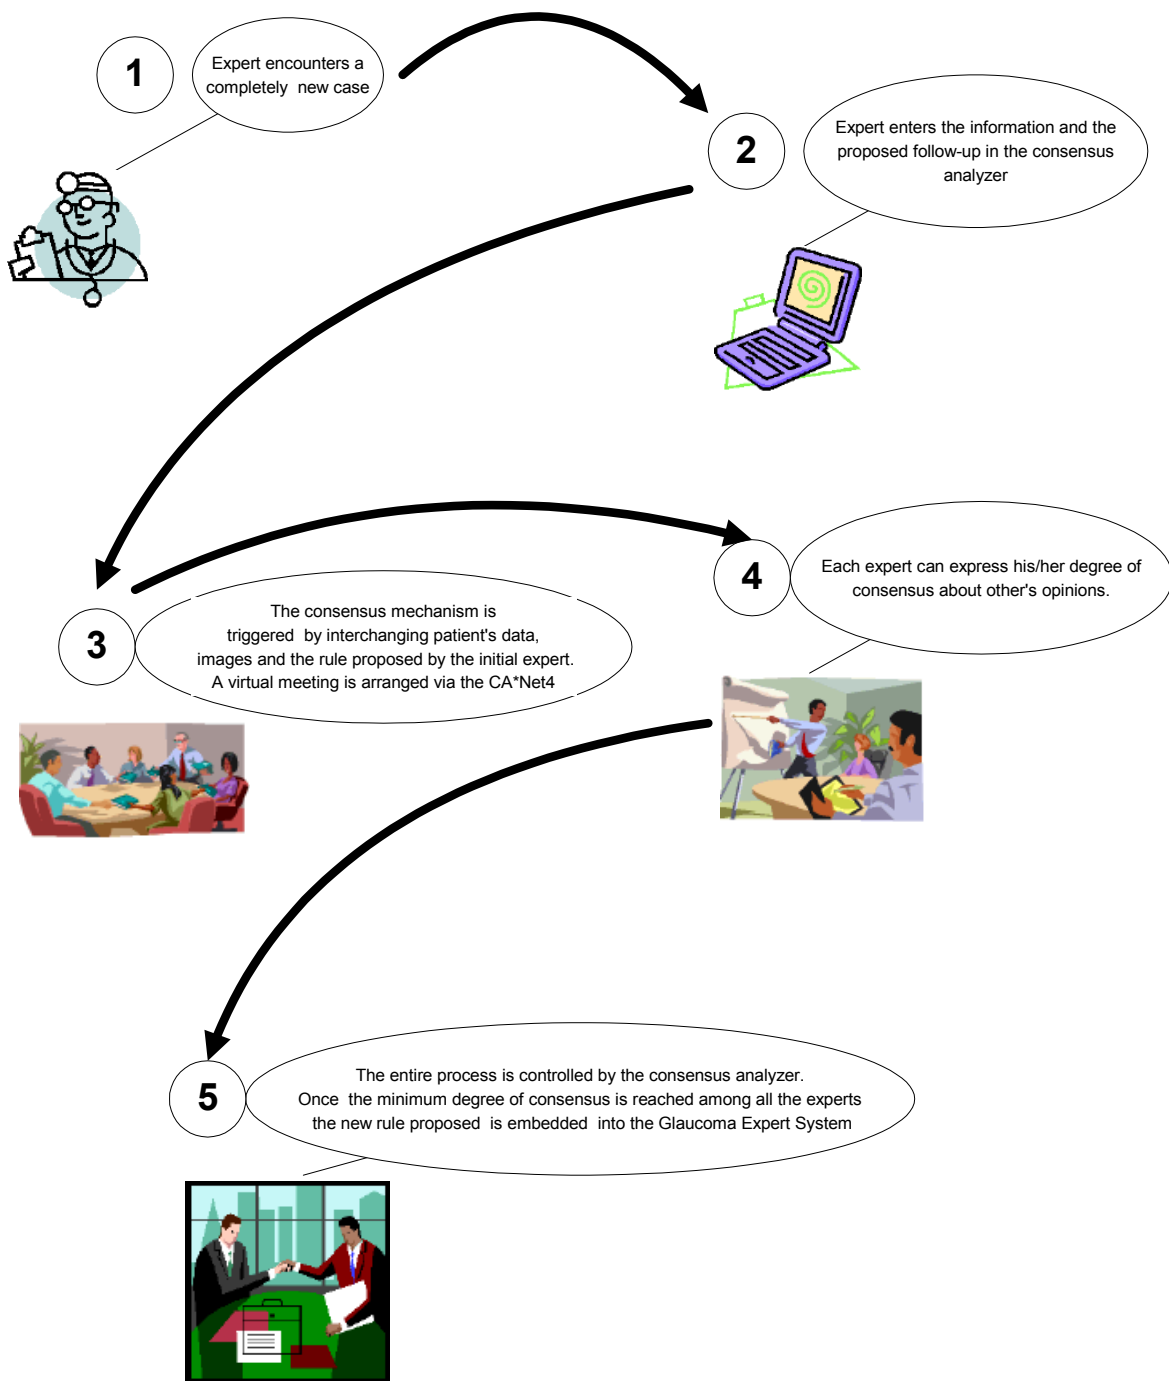 1
Expert encounters a
completely new case
2
Expert enters the information and the
proposed follow-up in the consensus
analyzer
3
The consensus mechanism is
triggered by interchanging patient's data,
images and the rule proposed by the initial expert.
A virtual meeting is arranged via the CA*Net4
4
Each expert can express his/her degree of
consensus about other's opinions.
5
The entire process is controlled by the consensus analyzer.
Once the minimum degree of consensus is reached among all the experts
the new rule proposed is embedded into the Glaucoma Expert System